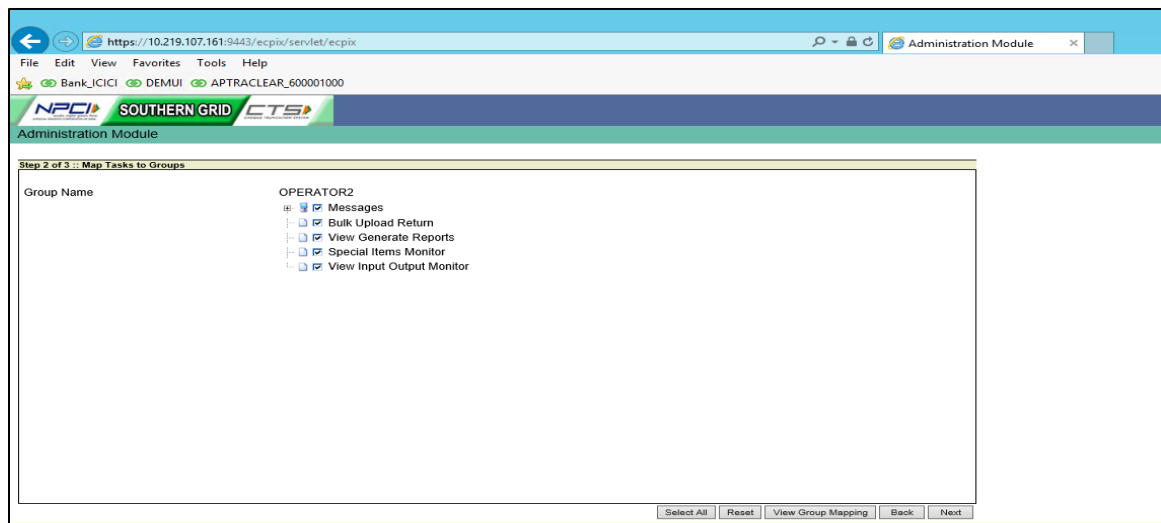 https://10.219.107.161:9443/ecpix/servlet/ecpix
Administration Module
File Edit View Favorites Tools Help
Bank_ICICI DEMUI APTRACLEAR_600001000
NPCI SOUTHERN GRID CTS
Administration Module
Step 2 of 3 :: Map Tasks to Groups
Group Name OPERATOR2
Messages
Bulk Upload Return
View Generate Reports
Special Items Monitor
View Input Output Monitor
Select All Reset View Group Mapping Back Next